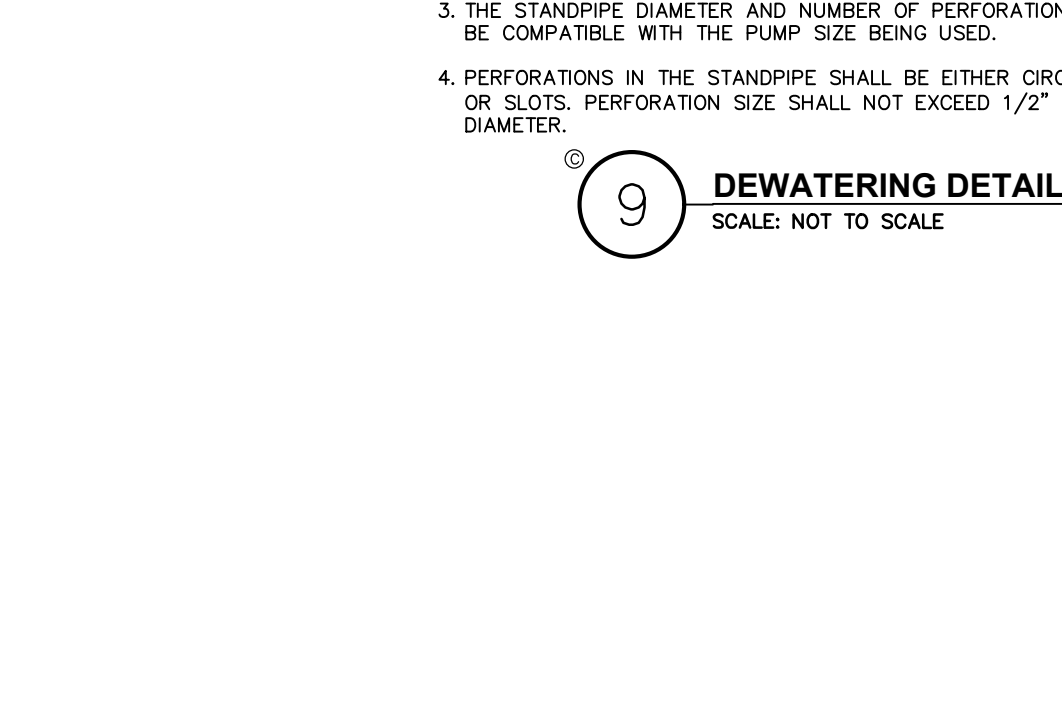 3. THE STANDPIPE DIAMETER AND NUMBER OF PERFORATION
BE COMPATIBLE WITH THE PUMP SIZE BEING USED.
4. PERFORATIONS IN THE STANDPIPE SHALL BE EITHER CIRC
OR SLOTS. PERFORATION SIZE SHALL NOT EXCEED 1/2"
DIAMETER.
©
9
DEWATERING DETAIL
SCALE: NOT TO SCALE